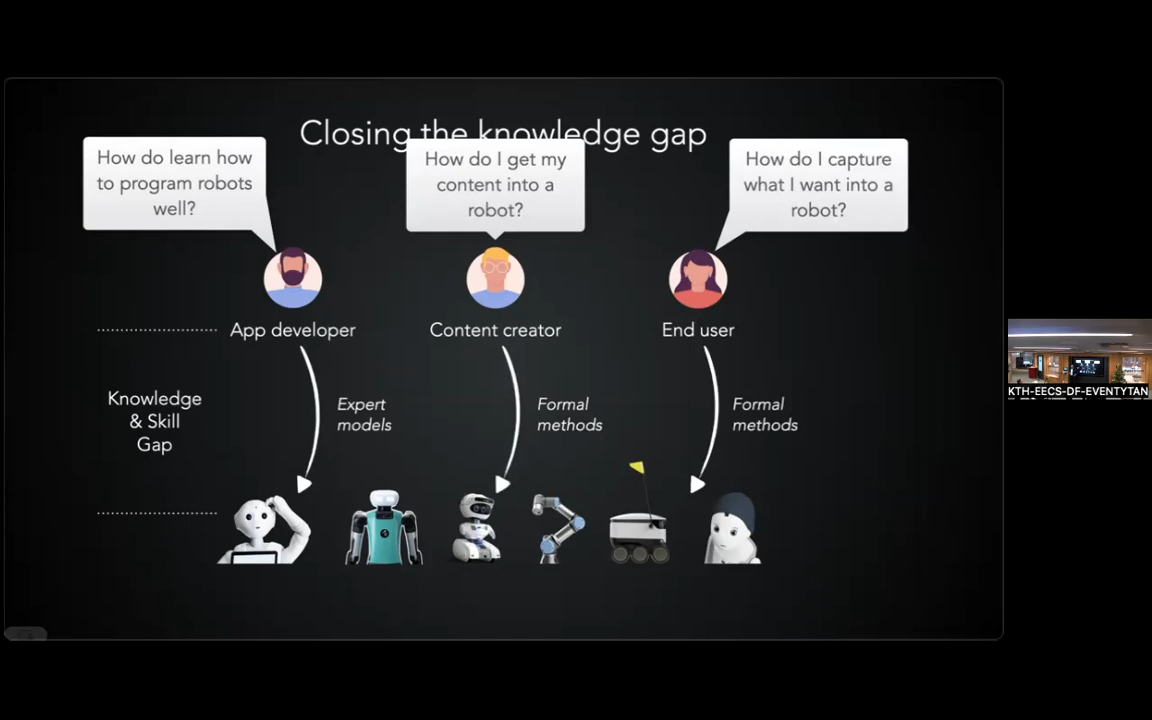 Closing the knowledge gap
How do learn how
to program robots
well?
How do I get my
content into a
robot?
How do I capture
what I want into a
robot?
App developer
Content creator
End user
Knowledge
& Skill
Gap
Expert
models
Formal
methods
Formal
methods
KTH-EECS-DF-EVENTYTAN